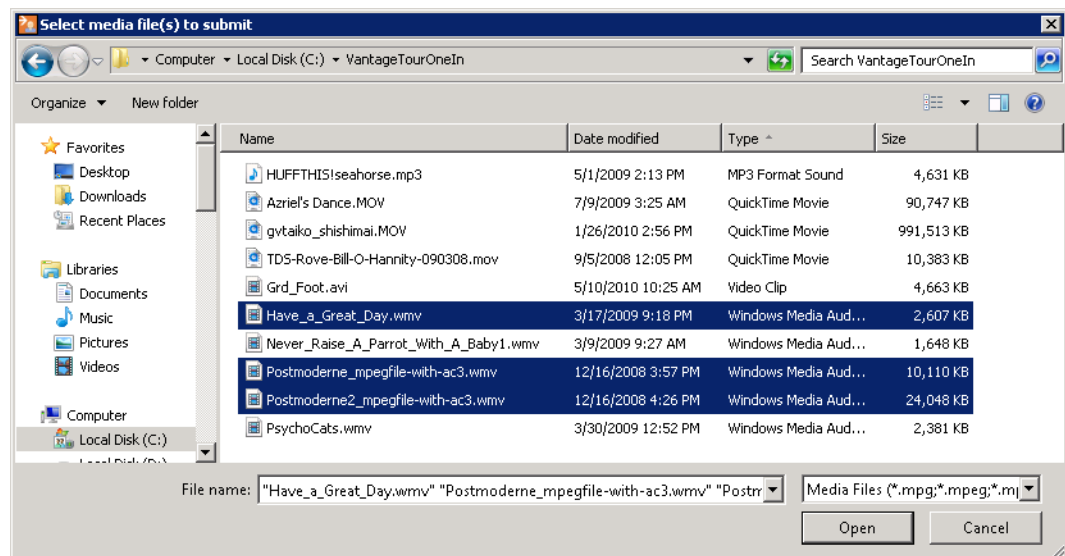 Select media file(s) to submit
Computer Local Disk (C:) VantageTourOneIn Search VantageTourOneIn
Organize New folder
Favorites
Desktop
Downloads
Recent Places
Libraries
Documents
Music
Pictures
Videos
Computer
Local Disk (C:)
Name Date modified Type Size
HUFFTHIS!seahorse.mp3 5/1/2009 2:13 PM MP3 Format Sound 4,631 KB
Azriel's Dance.MOV 7/9/2009 3:25 AM QuickTime Movie 90,747 KB
gvtaiko_shishimai.MOV 1/26/2010 2:56 PM QuickTime Movie 991,513 KB
TDS-Rove-Bill-O-Hannity-090308.mov 9/5/2008 12:05 PM QuickTime Movie 10,383 KB
Grd_Foot.avi 5/10/2010 10:25 AM Video Clip 4,663 KB
Have_a_Great_Day.wmv 3/17/2009 9:18 PM Windows Media Aud... 2,607 KB
Never_Raise_A_Parrot_With_A_Baby1.wmv 3/9/2009 9:27 AM Windows Media Aud... 1,648 KB
Postmoderne_mpegfile-with-ac3.wmv 12/16/2008 3:57 PM Windows Media Aud... 10,110 KB
Postmoderne2_mpegfile-with-ac3.wmv 12/16/2008 4:26 PM Windows Media Aud... 24,048 KB
PsychoCats.wmv 3/30/2009 12:52 PM Windows Media Aud... 2,381 KB
File name: "Have_a_Great_Day.wmv" "Postmoderne_mpegfile-with-ac3.wmv" "Postm Media Files (*.mpg;*.mpeg;*.m
Open Cancel